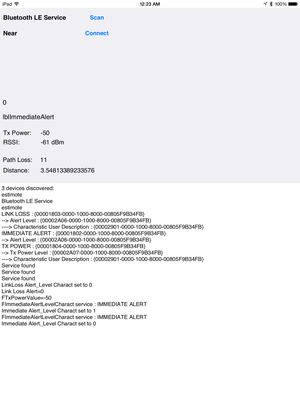 iPad 12:23 AM 100%
Bluetooth LE Service Scan
Near Connect
0
lblImmediateAlert
Tx Power: -50
RSSI: -61 dBm
Path Loss: 11
Distance: 3.54813389233576
3 devices discovered:
estimote
Bluetooth LE Service
estimote
LINK LOSS : (00001803-0000-1000-8000-00805F9B34FB)
--> Alert Level : (00002A06-0000-1000-8000-00805F9B34FB)
----> Characteristic User Description : (00002901-0000-1000-8000-00805F9B34FB)
IMMEDIATE ALERT : (00001802-0000-1000-8000-00805F9B34FB)
--> Alert Level : (00002A06-0000-1000-8000-00805F9B34FB)
TX POWER : (00001804-0000-1000-8000-00805F9B34FB)
--> Tx Power Level : (00002A07-0000-1000-8000-00805F9B34FB)
----> Characteristic User Description : (00002901-0000-1000-8000-00805F9B34FB)
Service found
Service found
Service found
LinkLoss Alert_Level Charact set to 0
Link Loss Alert=0
FTxPowerValue=-50
FImmediateAlertLevelCharact service : IMMEDIATE ALERT
Immediate Alert_Level Charact set to 1
FImmediateAlertLevelCharact service : IMMEDIATE ALERT
Immediate Alert_Level Charact set to 0